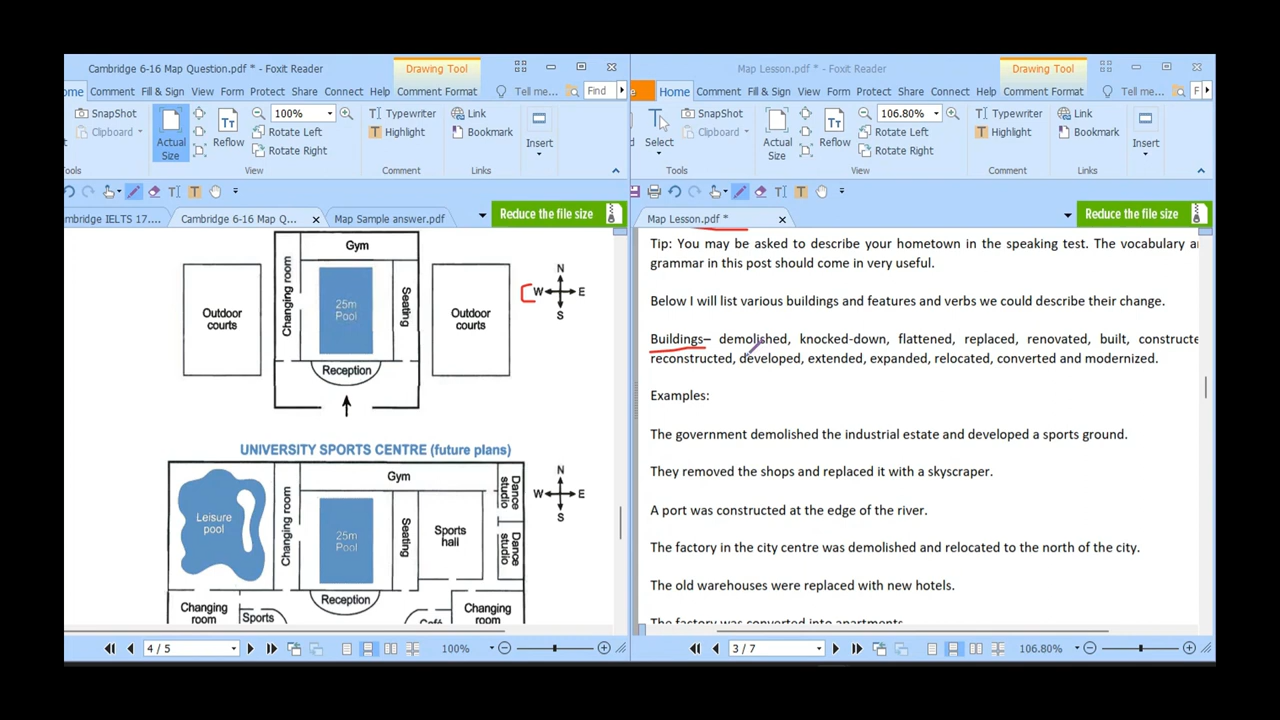 Cambridge 6-16 Map Question.pdf * - Foxit Reader
Drawing Tool
Comment Fill & Sign View Form Protect Share Connect Help Comment Format Tell me... Find
SnapShot
Clipboard
Actual Size
Reflow
100%
Rotate Left
Rotate Right
View
Typewriter
Highlight
Comment
Link
Bookmark
Links
Insert
Cambridge 6-16 Map Q...
Map Sample answer.pdf
Reduce the file size
Gym
Changing room
25m Pool
Seating
Outdoor courts
Outdoor courts
Reception
N
W E
S
UNIVERSITY SPORTS CENTRE (future plans)
Gym
Leisure pool
Changing room
25m Pool
Seating
Sports hall
Dance studio
Dance studio
N
W E
S
Reception
Changing room
Sports
Changing room
4 / 5
100%
Map Lesson.pdf * - Foxit Reader
Drawing Tool
Home Comment Fill & Sign View Form Protect Share Connect Help Comment Format Tell me... F
Select
SnapShot
Clipboard
Tools
Actual Size
Reflow
106.80%
Rotate Left
Rotate Right
View
Typewriter
Highlight
Comment
Link
Bookmark
Links
Insert
Map Lesson.pdf *
Reduce the file size
Tip: You may be asked to describe your hometown in the speaking test. The vocabulary
grammar in this post should come in very useful.
Below I will list various buildings and features and verbs we could describe their change.
Buildings– demolished, knocked-down, flattened, replaced, renovated, built, constructe
reconstructed, developed, extended, expanded, relocated, converted and modernized.
Examples:
The government demolished the industrial estate and developed a sports ground.
They removed the shops and replaced it with a skyscraper.
A port was constructed at the edge of the river.
The factory in the city centre was demolished and relocated to the north of the city.
The old warehouses were replaced with new hotels.
The factory was converted into apartments
3 / 7
106.80%